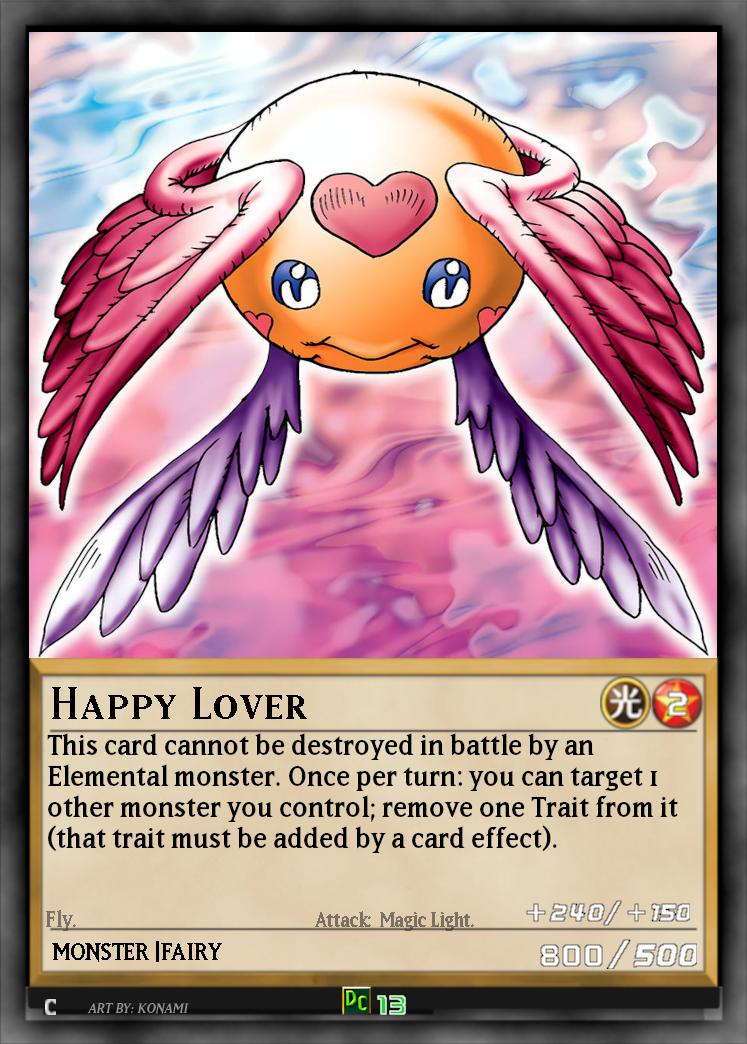 Happy Lover 光 2
This card cannot be destroyed in battle by an
Elemental monster. Once per turn: you can target 1
other monster you control; remove one Trait from it
(that trait must be added by a card effect).
Fly. Attack: Magic Light. +240/+150
MONSTER |FAIRY 800/500
C ART BY: KONAMI PC 13